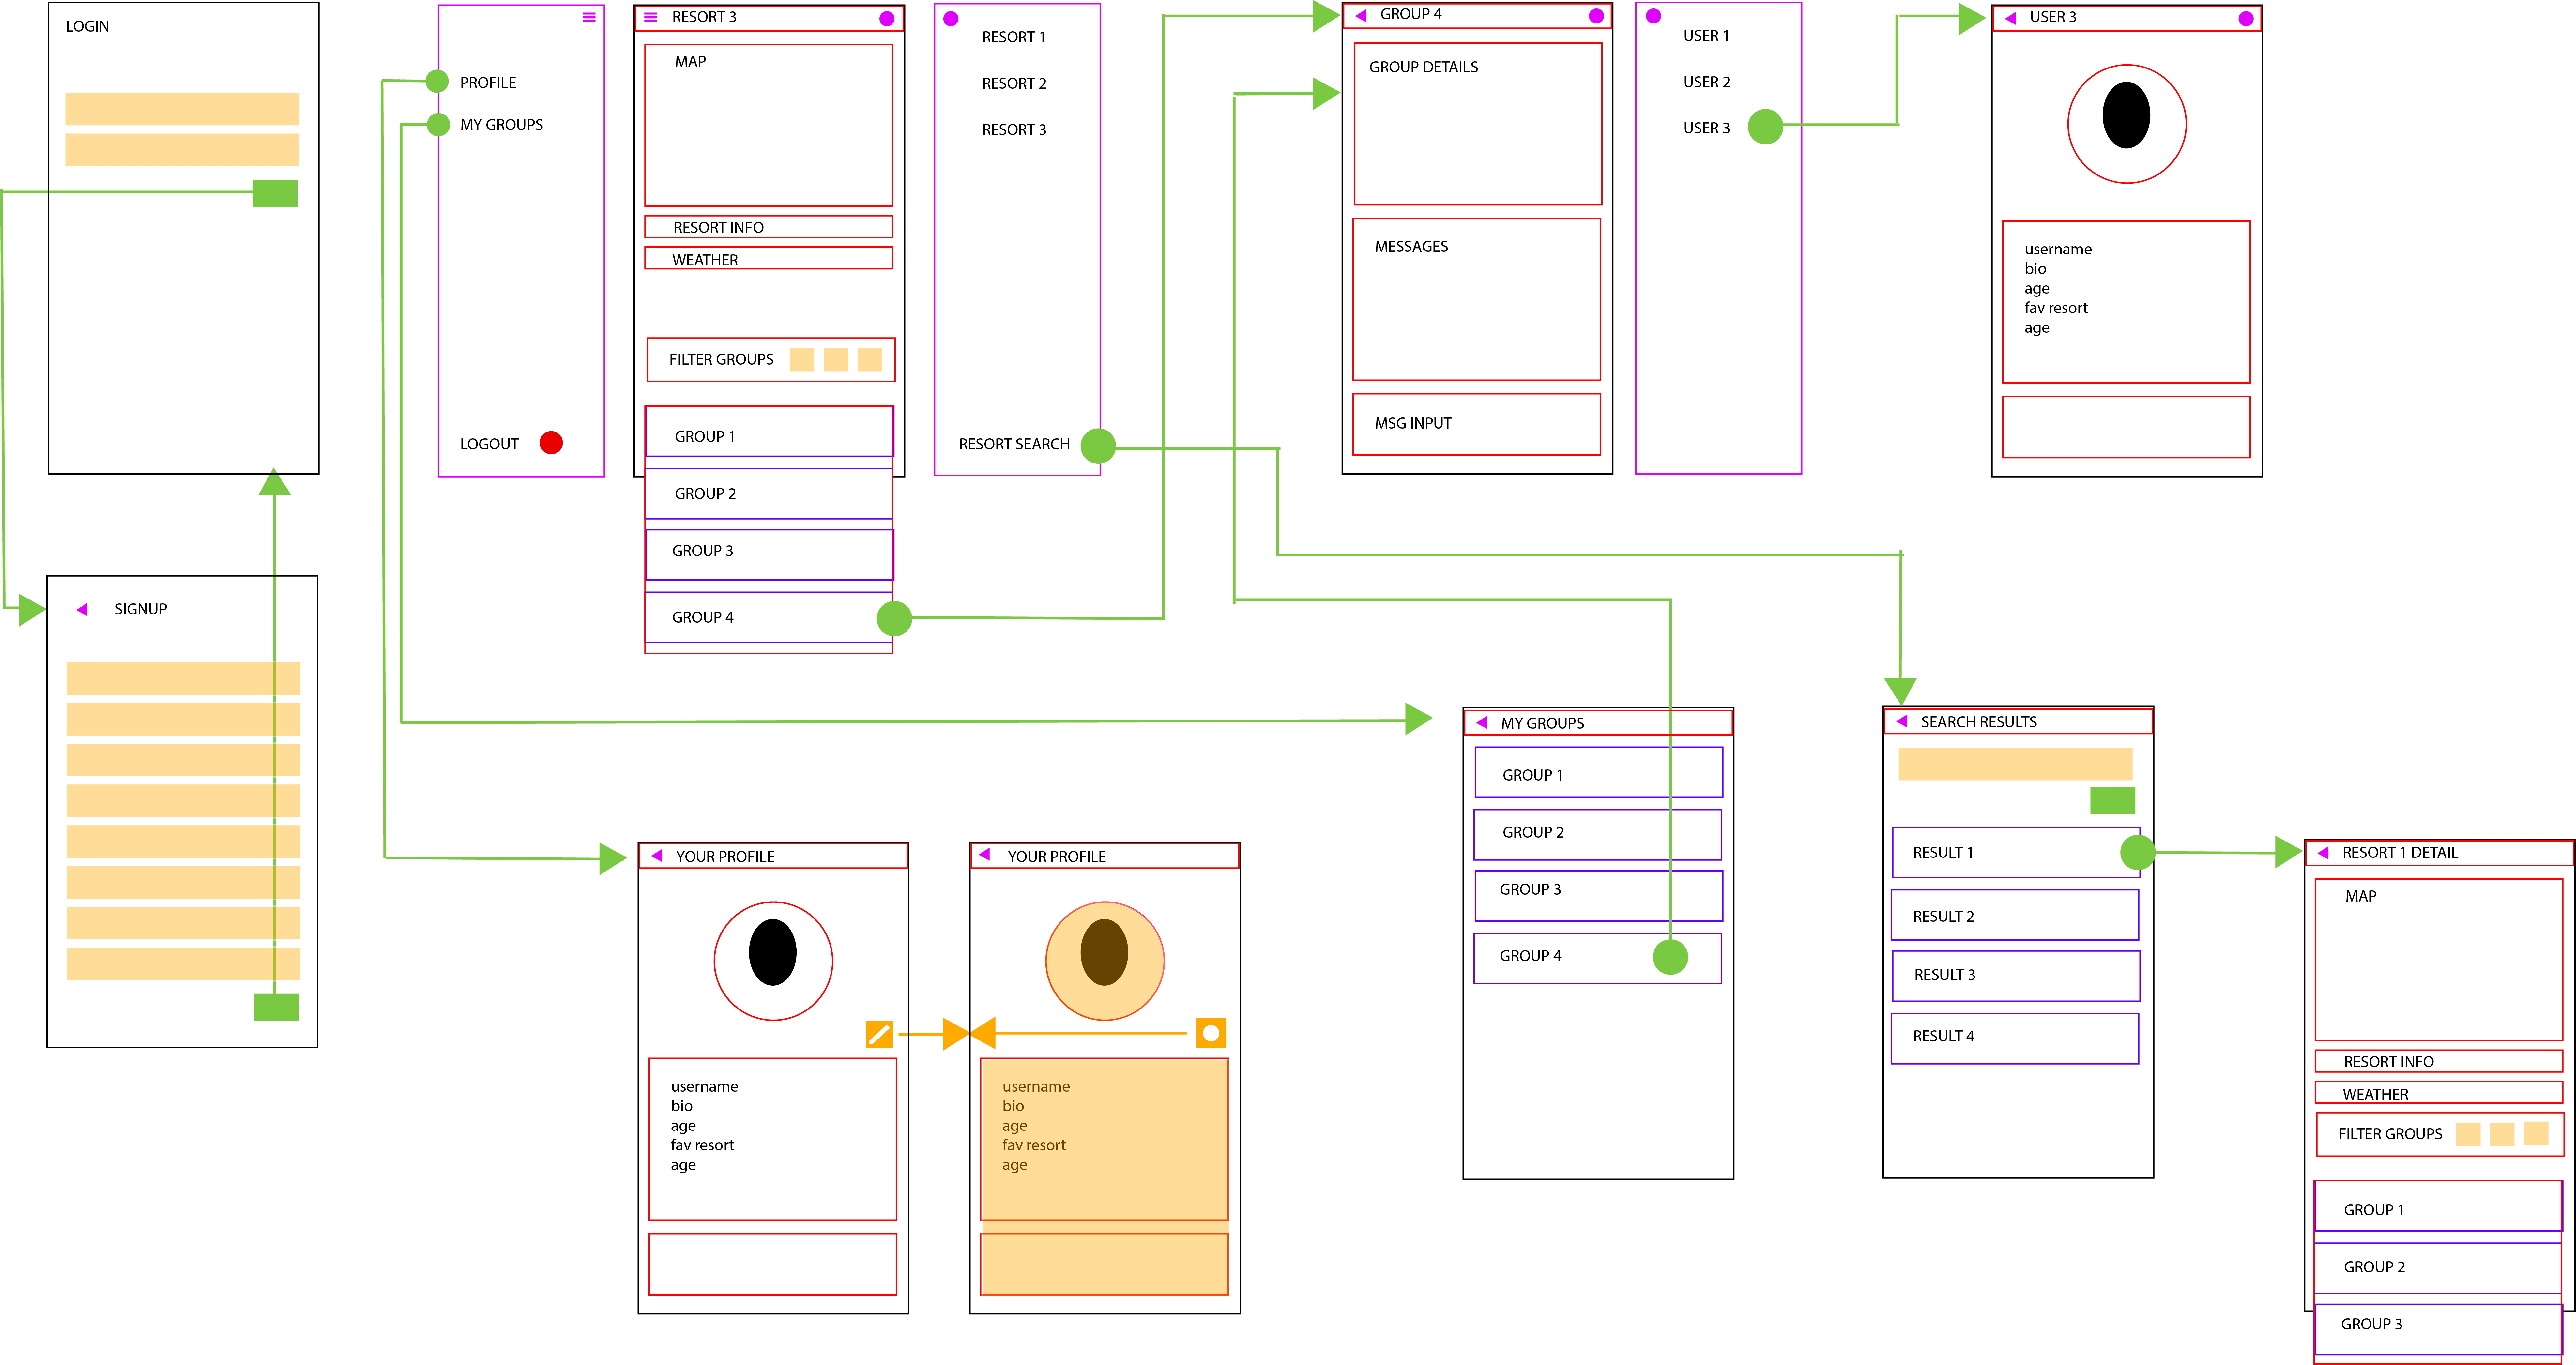 LOGIN
PROFILE
MY GROUPS
LOGOUT
RESORT 3
MAP
RESORT INFO
WEATHER
FILTER GROUPS
GROUP 1
GROUP 2
GROUP 3
GROUP 4
RESORT 1
RESORT 2
RESORT 3
RESORT SEARCH
GROUP 4
GROUP DETAILS
MESSAGES
MSG INPUT
USER 1
USER 2
USER 3
USER 3
username
bio
age
fav resort
age
SIGNUP
YOUR PROFILE
username
bio
age
fav resort
age
YOUR PROFILE
username
bio
age
fav resort
age
MY GROUPS
GROUP 1
GROUP 2
GROUP 3
GROUP 4
SEARCH RESULTS
RESULT 1
RESULT 2
RESULT 3
RESULT 4
RESORT 1 DETAIL
MAP
RESORT INFO
WEATHER
FILTER GROUPS
GROUP 1
GROUP 2
GROUP 3